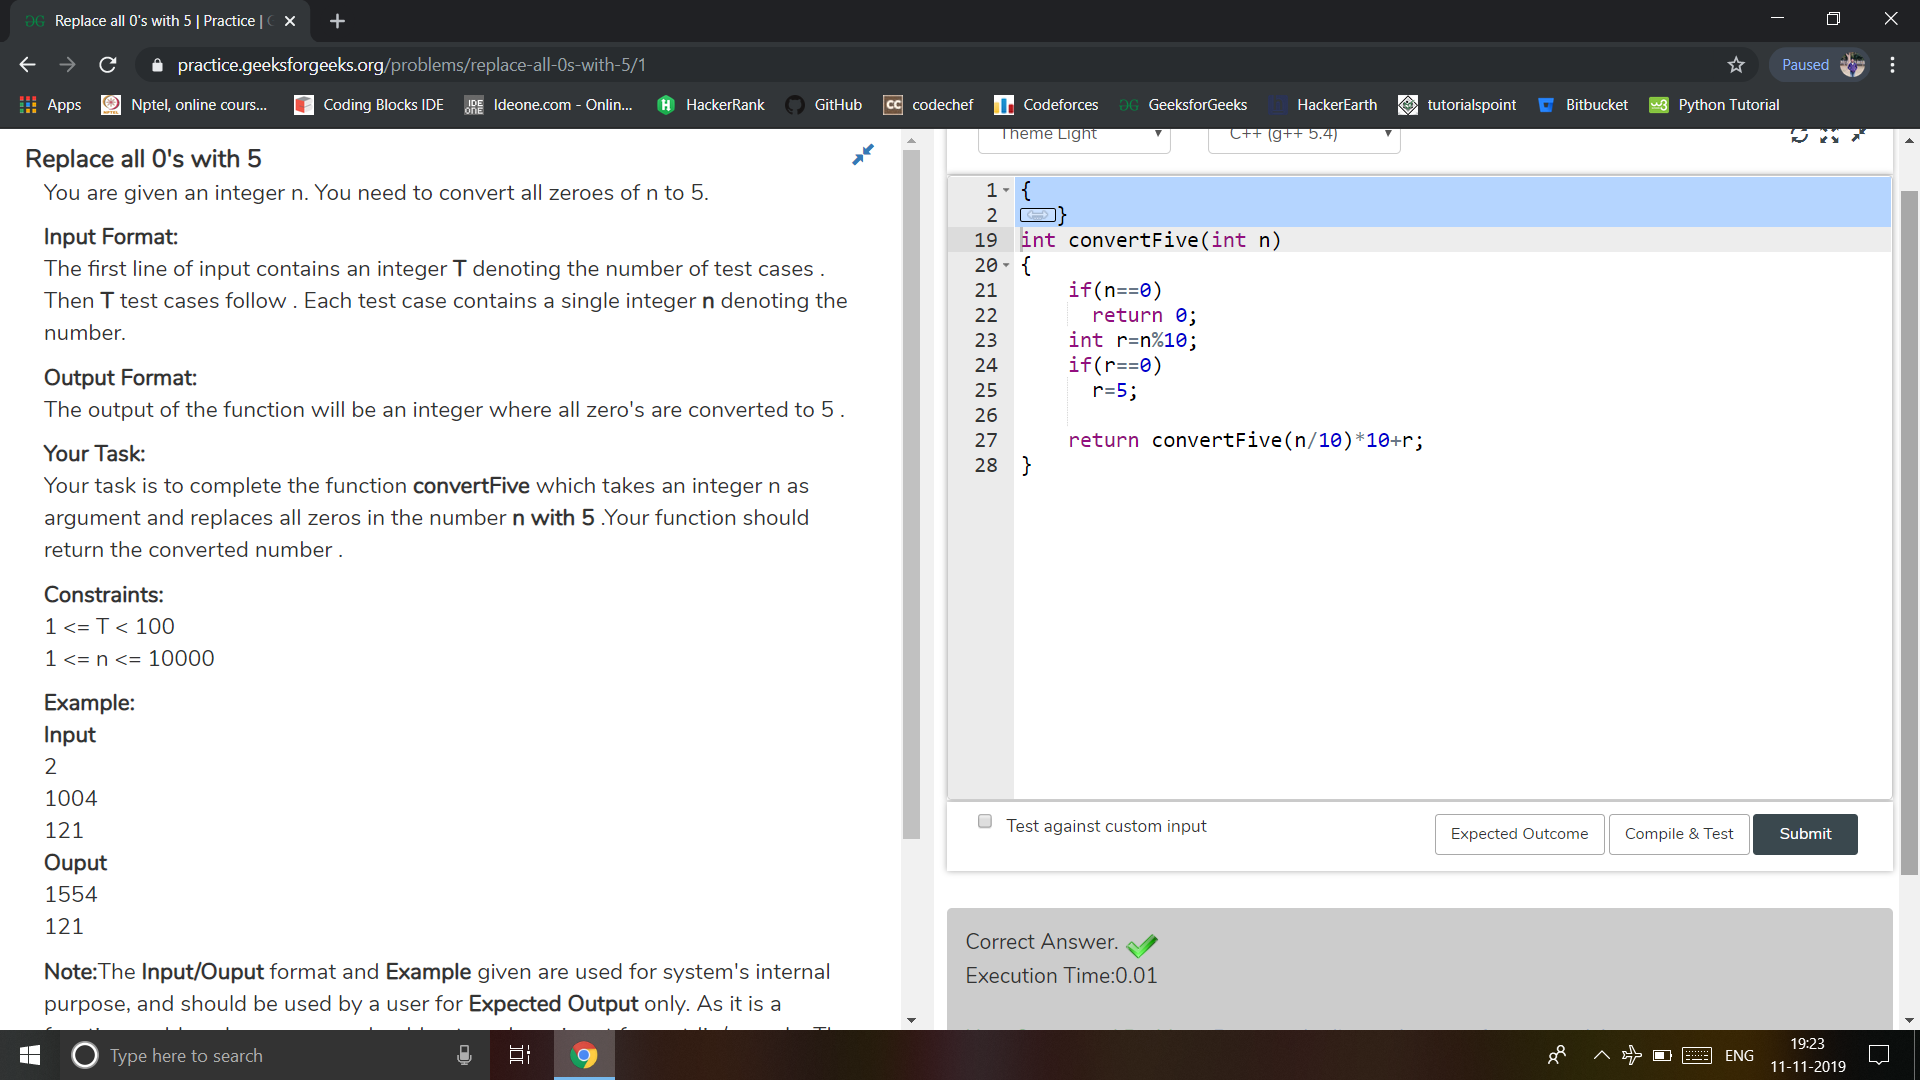 Replace all 0's with 5 | Practice |
practice.geeksforgeeks.org/problems/replace-all-0s-with-5/1
Paused
Apps
Nptel, online cours...
Coding Blocks IDE
IDE ONE
Ideone.com - Onlin...
HackerRank
GitHub
CC
codechef
Codeforces
GeeksforGeeks
HackerEarth
tutorialspoint
Bitbucket
Python Tutorial
Replace all 0's with 5
You are given an integer n. You need to convert all zeroes of n to 5.
Input Format:
The first line of input contains an integer T denoting the number of test cases .
Then T test cases follow . Each test case contains a single integer n denoting the
number.
Output Format:
The output of the function will be an integer where all zero's are converted to 5 .
Your Task:
Your task is to complete the function convertFive which takes an integer n as
argument and replaces all zeros in the number n with 5 .Your function should
return the converted number .
Constraints:
1 <= T < 100
1 <= n <= 10000
Example:
Input
2
1004
121
Ouput
1554
121
Note:The Input/Ouput format and Example given are used for system's internal
purpose, and should be used by a user for Expected Output only. As it is a
Theme Light
C++ (g++ 5.4)
1 {
2 }
19 int convertFive(int n)
20 {
21 if(n==0)
22 return 0;
23 int r=n%10;
24 if(r==0)
25 r=5;
26
27 return convertFive(n/10)*10+r;
28 }
Test against custom input
Expected Outcome
Compile & Test
Submit
Correct Answer.
Execution Time:0.01
Type here to search
ENG
19:23
11-11-2019